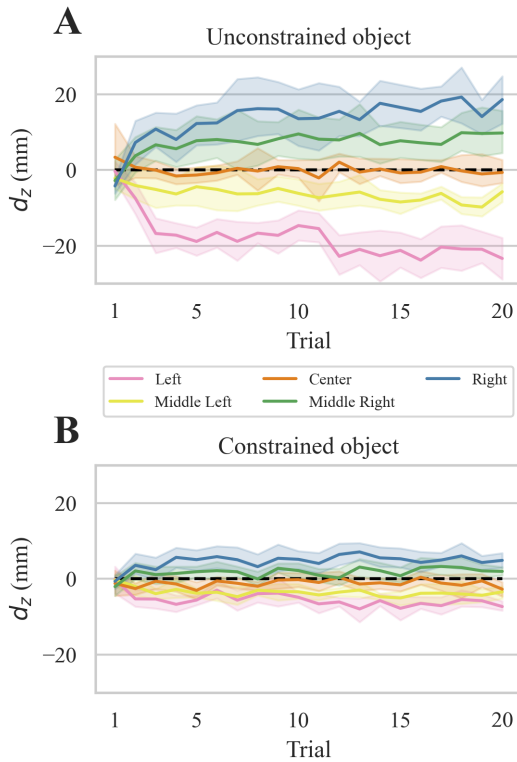 A
Unconstrained object
20
0
−20
d_z (mm)
1 5 10 15 20
Trial
Left Center Right
Middle Left Middle Right
B
Constrained object
20
0
−20
d_z (mm)
1 5 10 15 20
Trial